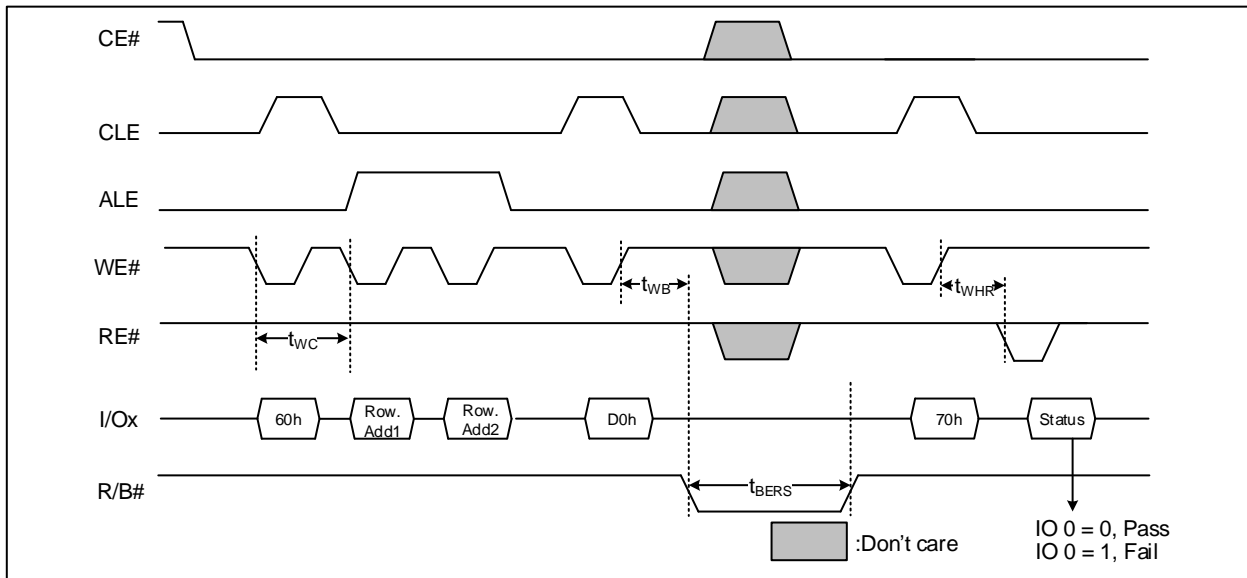 CE#
CLE
ALE
WE#
tWB
tWHR
RE#
tWC
I/Ox
60h
Row.
Add1
Row.
Add2
D0h
70h
Status
R/B#
tBERS
:Don't care
IO 0 = 0, Pass
IO 0 = 1, Fail